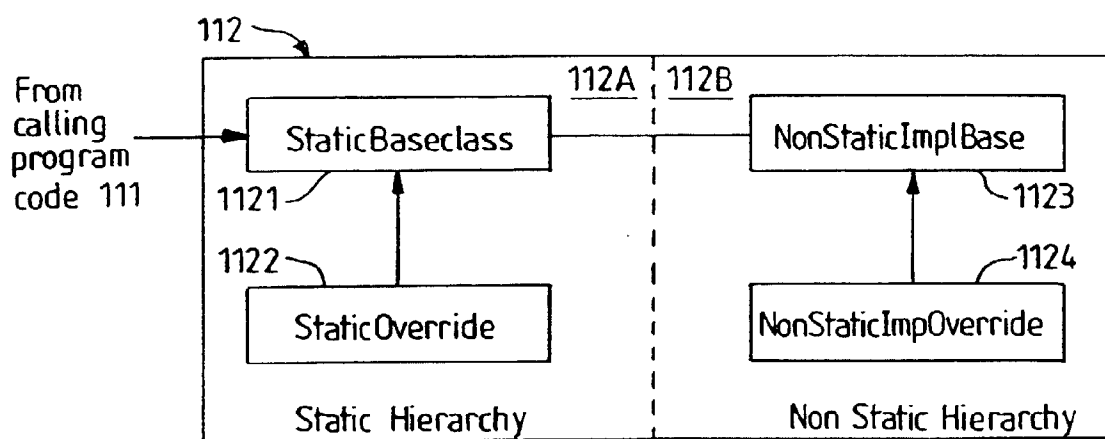 112
From
calling
program
code 111
112A
112B
StaticBaseclass
NonStaticImplBase
1121
1123
1122
1124
StaticOverride
NonStaticImpOverride
Static Hierarchy
Non Static Hierarchy